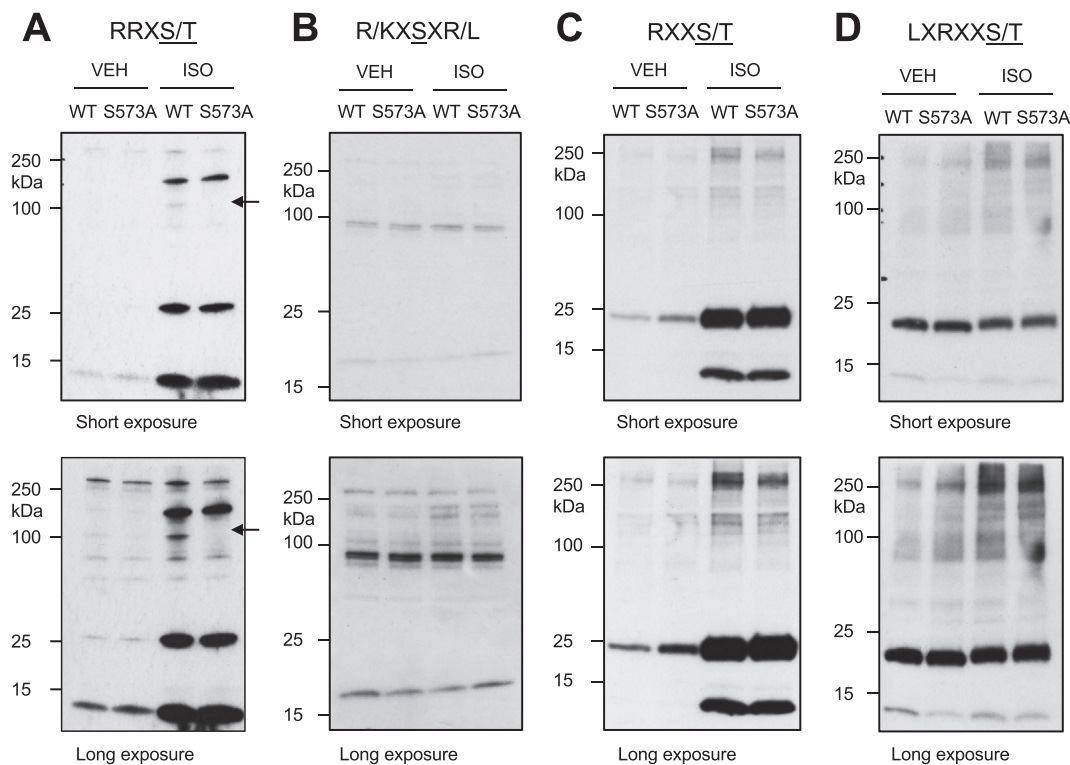 A
RRXS/T
VEH ISO
WT S573A WT S573A
250
kDa
100
25
15
Short exposure
250
kDa
100
25
15
Long exposure
B
R/KXSXR/L
VEH ISO
WT S573A WT S573A
250
kDa
100
25
15
Short exposure
250
kDa
100
25
15
Long exposure
C
RXXS/T
VEH ISO
WT S573A WT S573A
250
kDa
100
25
15
Short exposure
250
kDa
100
25
15
Long exposure
D
LXRXXS/T
VEH ISO
WT S573A WT S573A
250
kDa
100
25
15
Short exposure
250
kDa
100
25
15
Long exposure